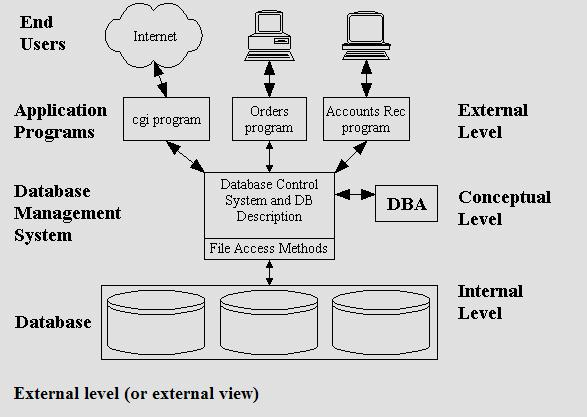 End
Users
Internet
Application
Programs
cgi program
Orders
program
Accounts Rec
program
External
Level
Database
Management
System
Database Control
System and DB
Description
File Access Methods
DBA
Conceptual
Level
Database
Internal
Level
External level (or external view)